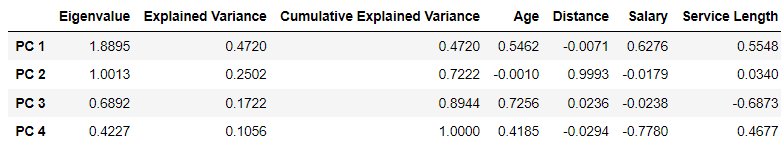 Eigenvalue Explained Variance Cumulative Explained Variance Age Distance Salary Service Length
PC 1 1.8895 0.4720 0.4720 0.5462 -0.0071 0.6276 0.5548
PC 2 1.0013 0.2502 0.7222 -0.0010 0.9993 -0.0179 0.0340
PC 3 0.6892 0.1722 0.8944 0.7256 0.0236 -0.0238 -0.6873
PC 4 0.4227 0.1056 1.0000 0.4185 -0.0294 -0.7780 0.4677